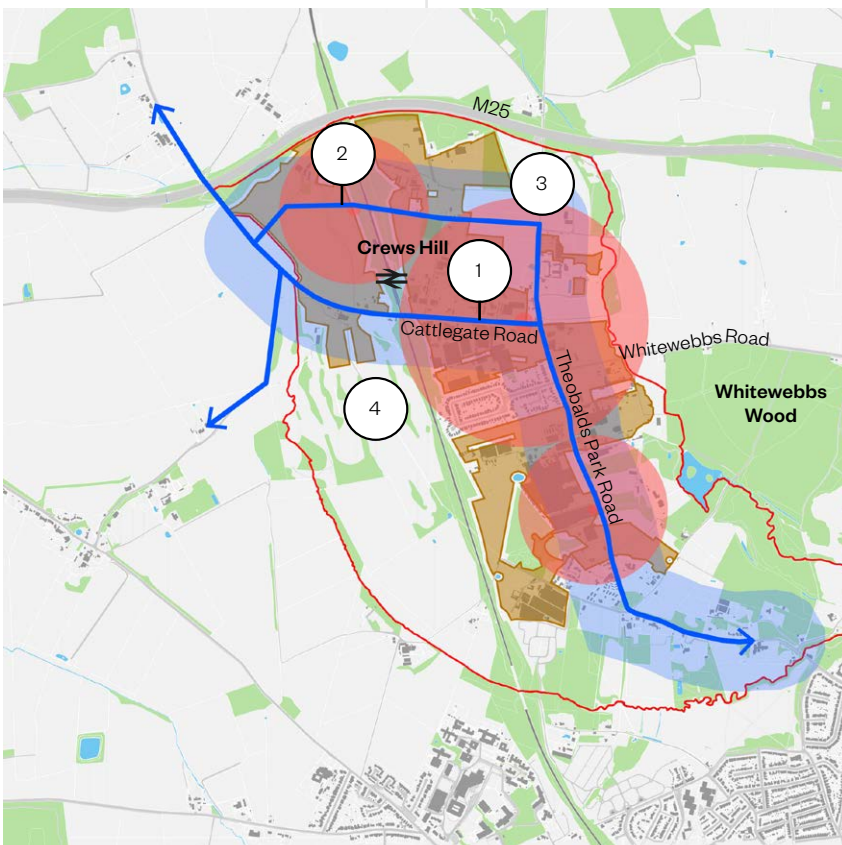 M25
2
3
Crews Hill
1
Cattlegate Road
Whitewebbs Road
Theobalds Park Road
Whitewebbs
Wood
4